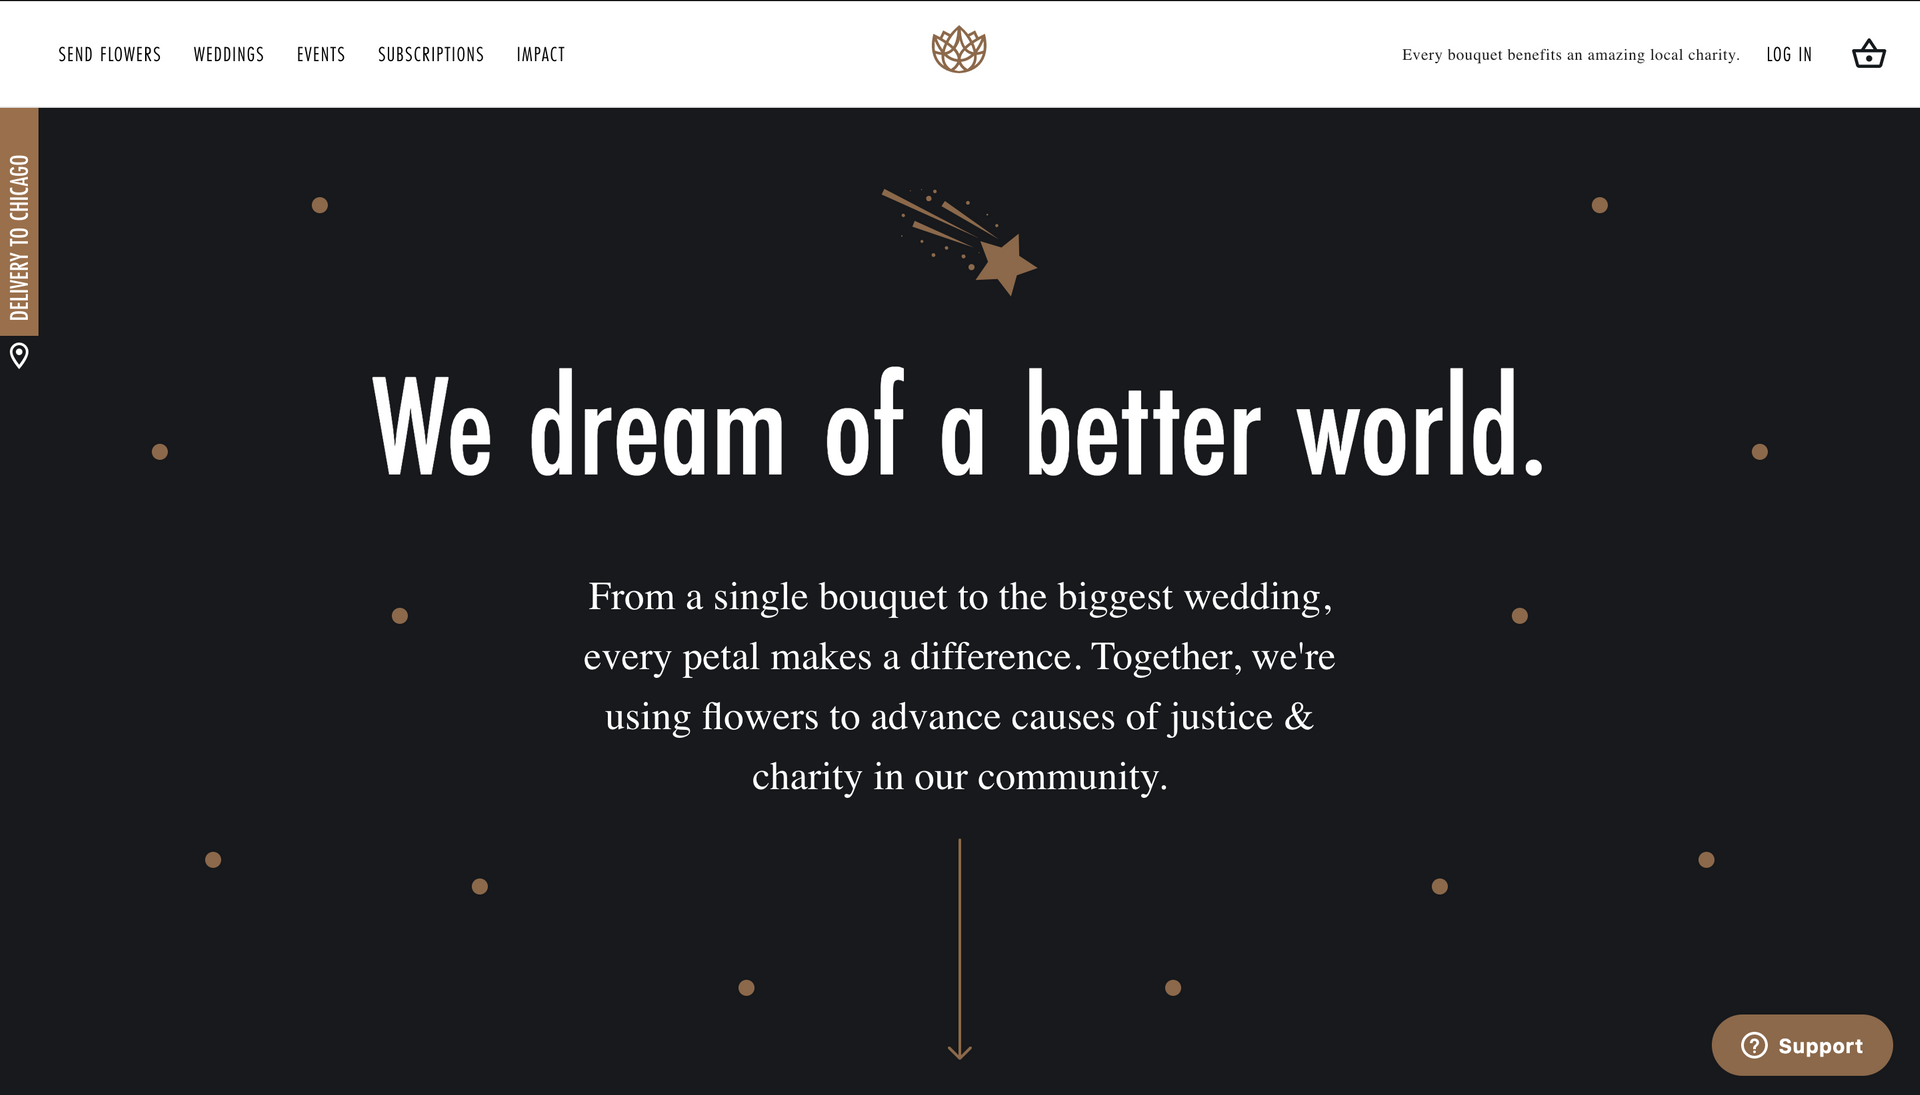 SEND FLOWERS
WEDDINGS
EVENTS
SUBSCRIPTIONS
IMPACT
Every bouquet benefits an amazing local charity.
LOG IN
DELIVERY TO CHICAGO
We dream of a better world.
From a single bouquet to the biggest wedding,
every petal makes a difference. Together, we're
using flowers to advance causes of justice &
charity in our community.
Support